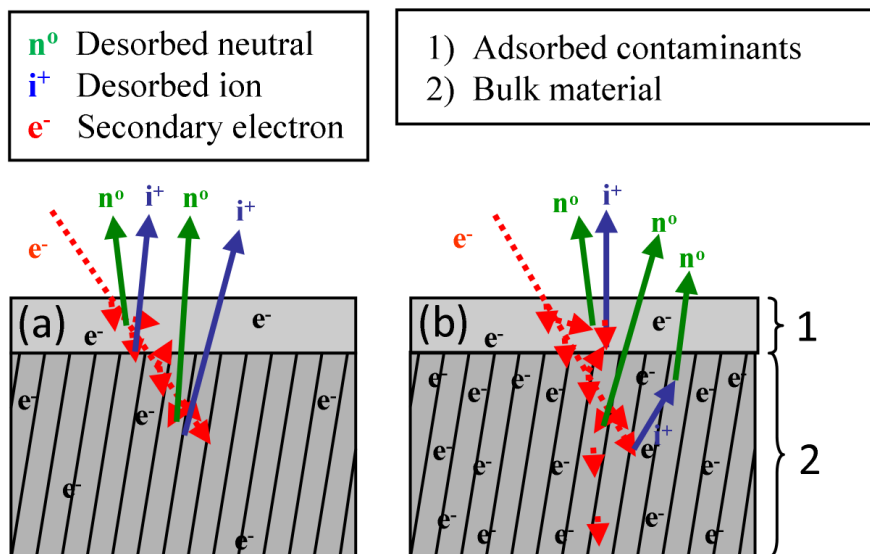 nº Desorbed neutral
i⁺ Desorbed ion
e⁻ Secondary electron
1) Adsorbed contaminants
2) Bulk material
nº i⁺ nº i⁺
e⁻
(a) e⁻ e⁻
e⁻ e⁻ e⁻
e⁻
e⁻
nº i⁺ nº
nº
e⁻
(b) e⁻ e⁻
1
e⁻ e⁻ e⁻ e⁻ e⁻ e⁻
e⁻ e⁻ e⁻ e⁻ i⁺ e⁻
2
e⁻ e⁻ e⁻ e⁻ e⁻